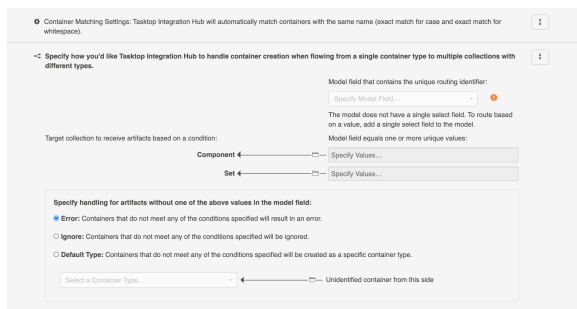 Container Matching Settings: Tasktop Integration Hub will automatically match containers with the same name (exact match for case and exact match for
whitespace).
Specify how you'd like Tasktop Integration Hub to handle container creation when flowing from a single container type to multiple collections with
different types.
Model field that contains the unique routing identifier:
Specify Model Field...
The model does not have a single select field. To route based
on a value, add a single select field to the model.
Target collection to receive artifacts based on a condition:
Model field equals one or more unique values:
Component
Specify Values...
Set
Specify Values...
Specify handling for artifacts without one of the above values in the model field:
Error: Containers that do not meet any of the conditions specified will result in an error.
Ignore: Containers that do not meet any of the conditions specified will be ignored.
Default Type: Containers that do not meet any of the conditions specified will be created as a specific container type.
Select a Container Type...
Unidentified container from this side